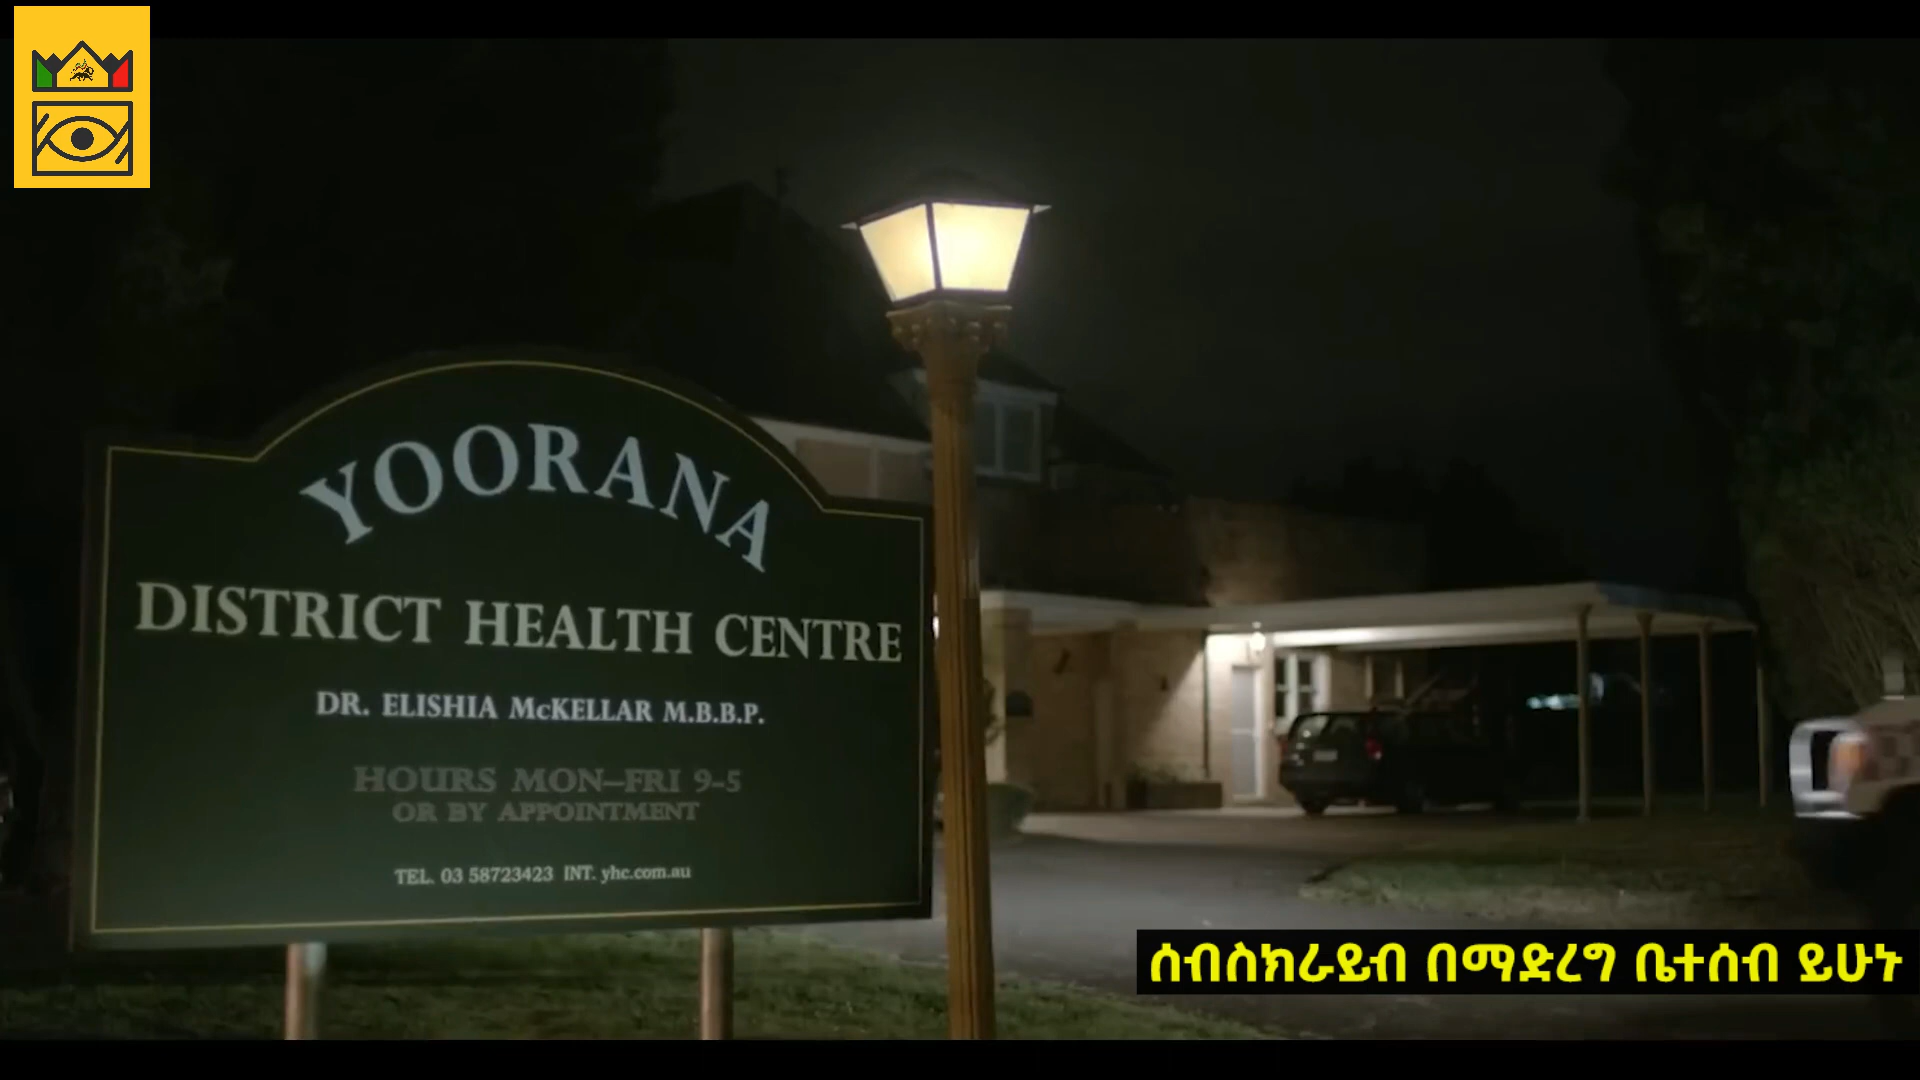 YOORANA
DISTRICT HEALTH CENTRE
DR. ELISHIA McKELLAR M.B.B.P.
HOURS MON–FRI 9–5
OR BY APPOINTMENT
TEL. 03 58723423 INT. yhc.com.au
ሰብስክራይብ በማድረግ ቤተሰብ ይሁኑ